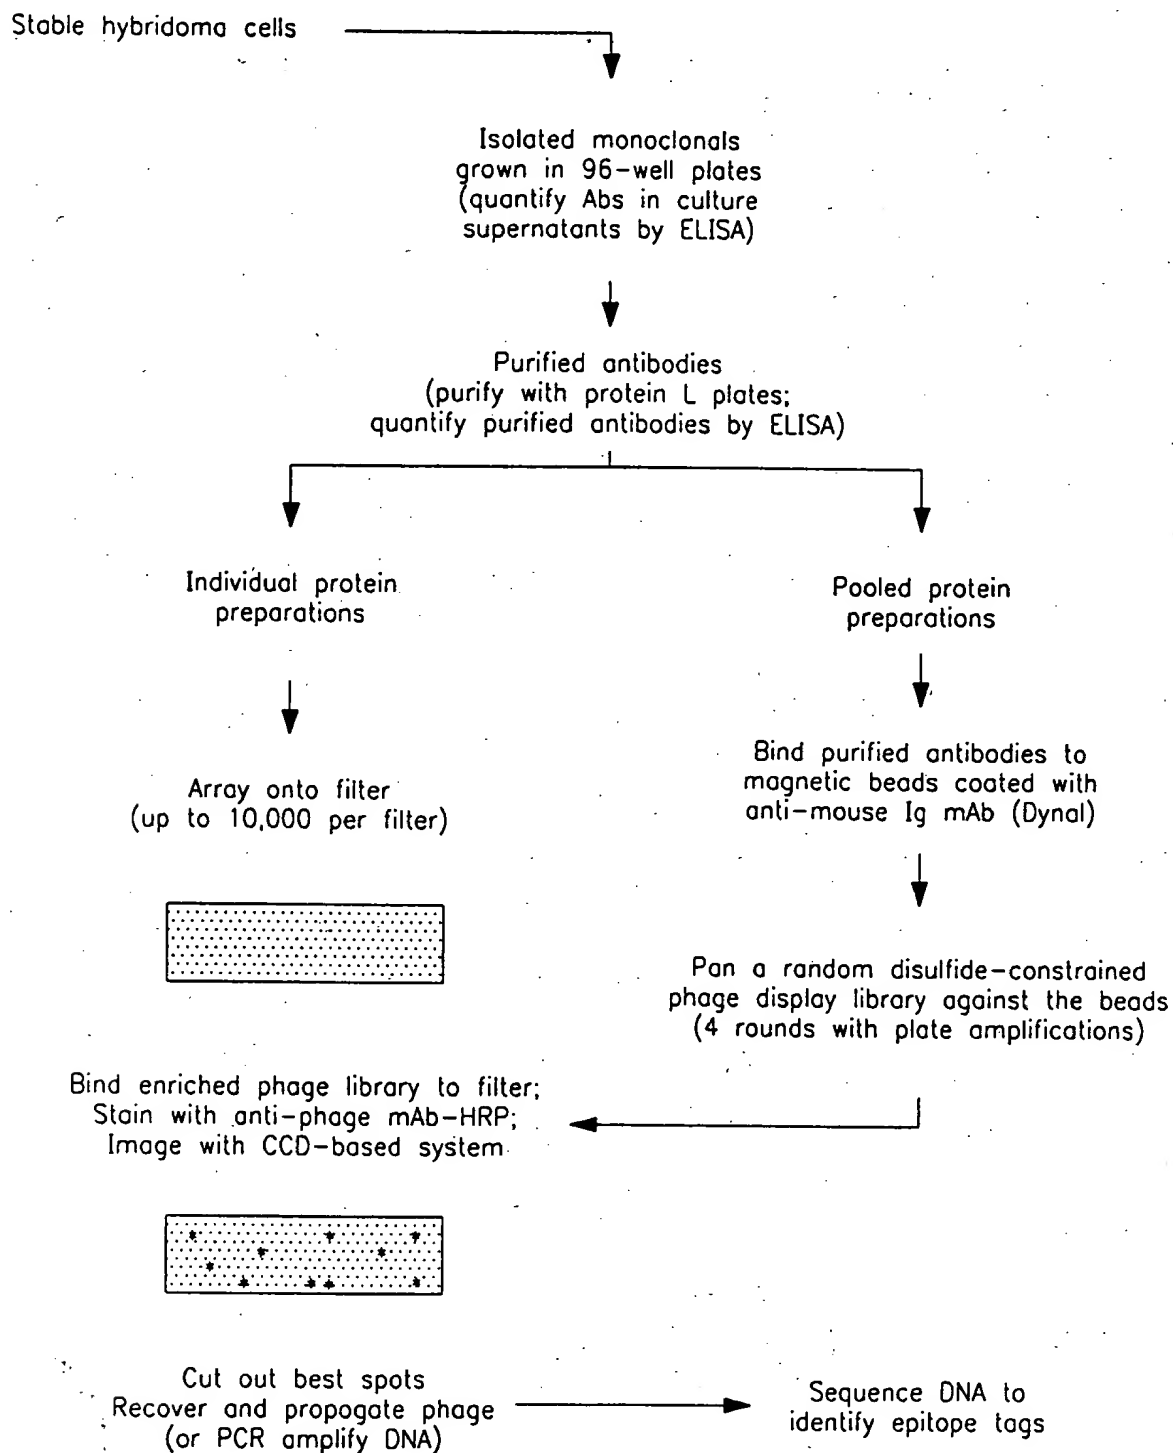 Stable hybridoma cells
Isolated monoclonals
grown in 96-well plates
(quantify Abs in culture
supernatants by ELISA)
Purified antibodies
(purify with protein L plates;
quantify purified antibodies by ELISA)
Individual protein
preparations
Array onto filter
(up to 10,000 per filter)
Pooled protein
preparations
Bind purified antibodies to
magnetic beads coated with
anti-mouse Ig mAb (Dynal)
Pan a random disulfide-constrained
phage display library against the beads
(4 rounds with plate amplifications)
Bind enriched phage library to filter;
Stain with anti-phage mAb-HRP;
Image with CCD-based system
Cut out best spots
Recover and propogate phage
(or PCR amplify DNA)
Sequence DNA to
identify epitope tags